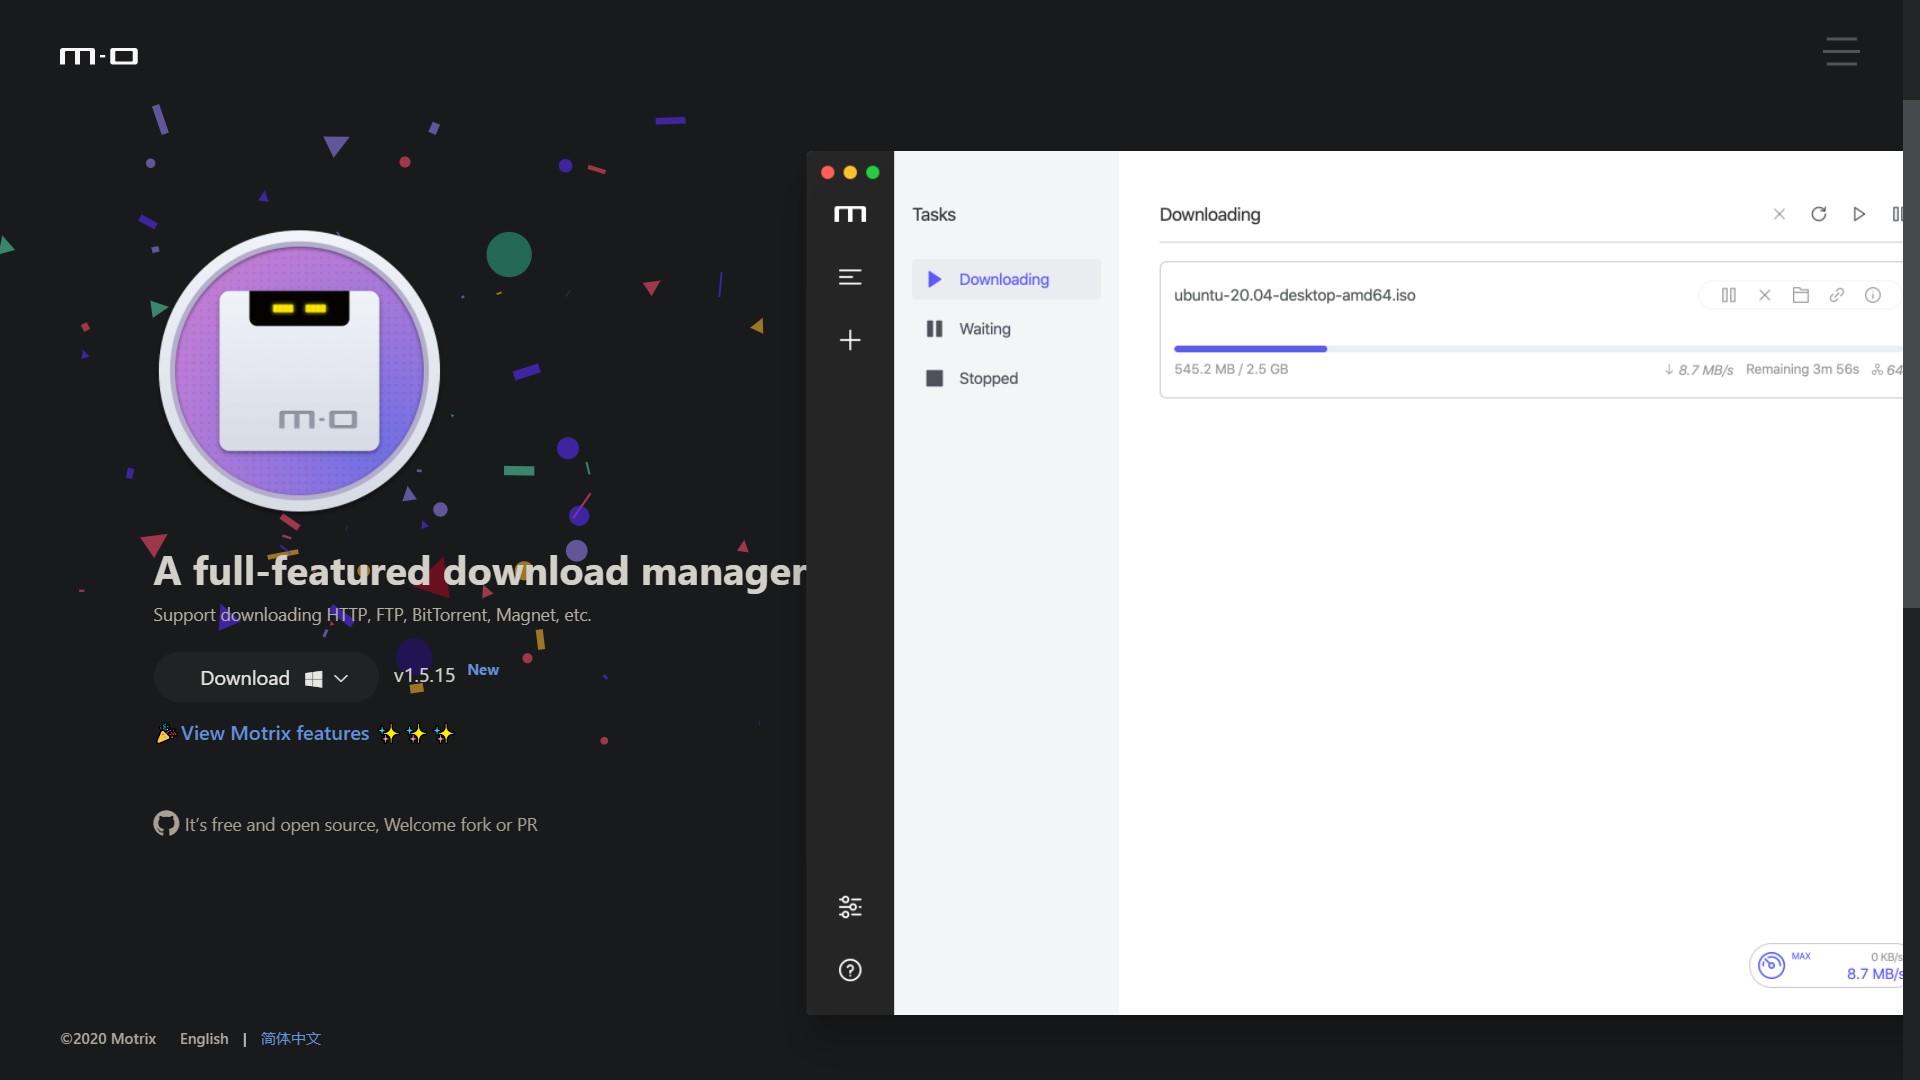 m-o
A full-featured download manager
Support downloading HTTP, FTP, BitTorrent, Magnet, etc.
Download
v1.5.15 New
🎉 View Motrix features ✨ ✨ ✨
It's free and open source, Welcome fork or PR
©2020 Motrix English | 简体中文
m
Tasks
Downloading
Waiting
Stopped
Downloading
ubuntu-20.04-desktop-amd64.iso
545.2 MB / 2.5 GB
↓ 8.7 MB/s Remaining 3m 56s 64
MAX
0 KB/s
8.7 MB/s
m-o